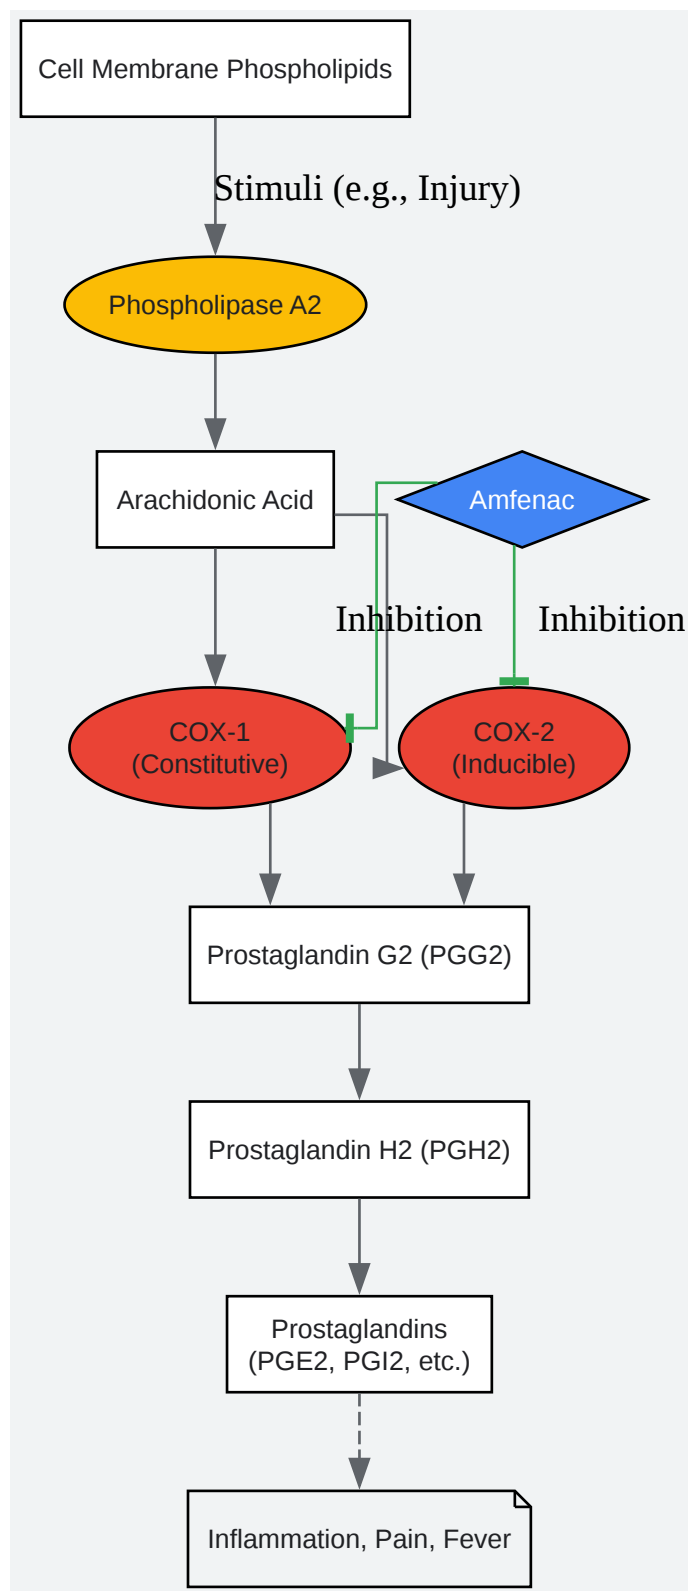 Cell Membrane Phospholipids
Stimuli (e.g., Injury)
Phospholipase A2
Arachidonic Acid
Amfenac
Inhibition
Inhibition
COX-1
(Constitutive)
COX-2
(Inducible)
Prostaglandin G2 (PGG2)
Prostaglandin H2 (PGH2)
Prostaglandins
(PGE2, PGI2, etc.)
Inflammation, Pain, Fever